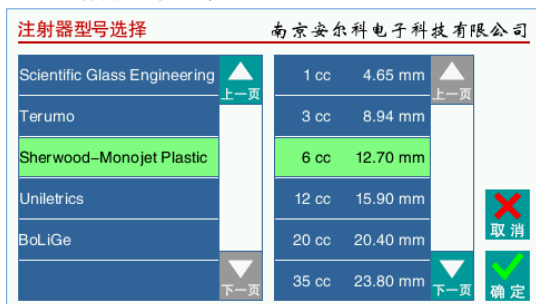 注射器型号选择 南京安尔科电子科技有限公司
Scientific Glass Engineering
上一页
Terumo
Sherwood–Monojet Plastic
Uniletrics
BoLiGe
下一页
1 cc 4.65 mm
上一页
3 cc 8.94 mm
6 cc 12.70 mm
12 cc 15.90 mm
20 cc 20.40 mm
35 cc 23.80 mm
下一页
取消
确定